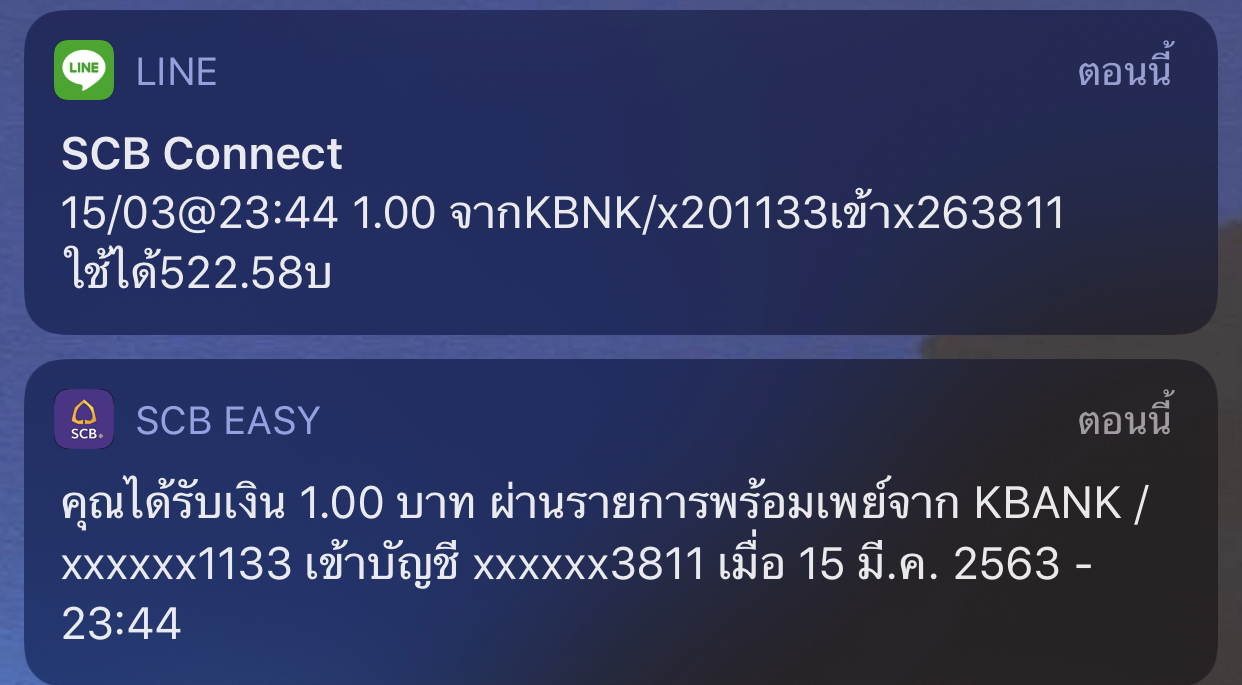 LINE
LINE ตอนนี้
SCB Connect
15/03@23:44 1.00 จากKBNK/x201133เข้าx263811
ใช้ได้522.58บ
SCB
SCB EASY ตอนนี้
คุณได้รับเงิน 1.00 บาท ผ่านรายการพร้อมเพย์จาก KBANK /
xxxxxx1133 เข้าบัญชี xxxxxx3811 เมื่อ 15 มี.ค. 2563 -
23:44